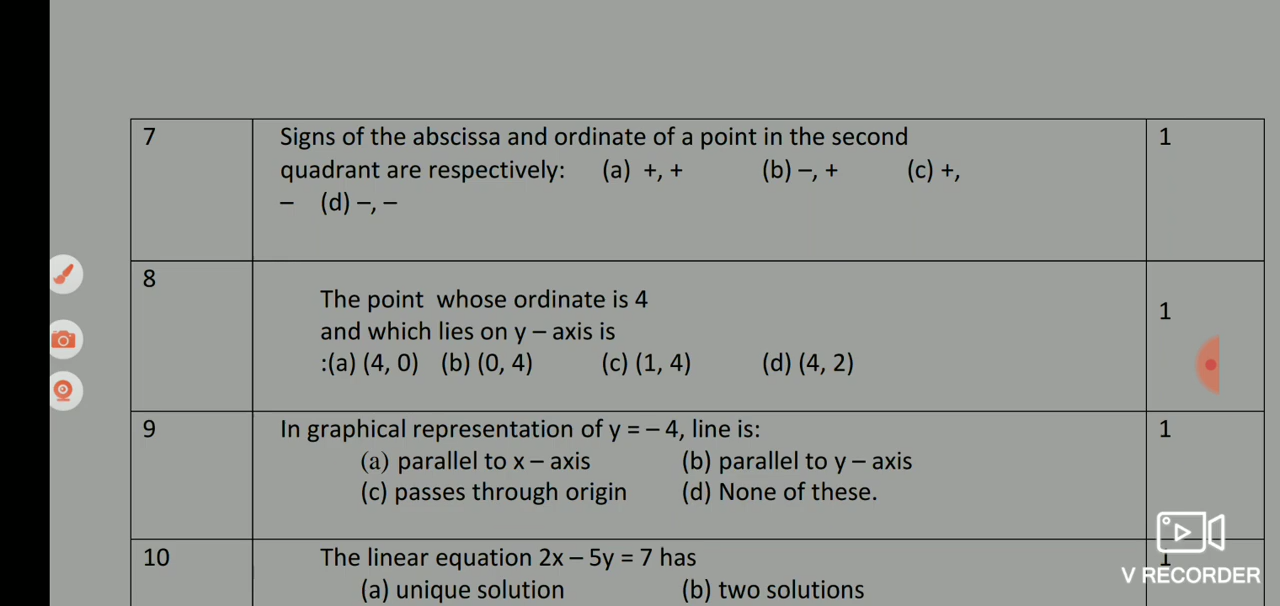 7 Signs of the abscissa and ordinate of a point in the second 1
quadrant are respectively: (a) +, + (b) –, + (c) +,
– (d) –, –
8
The point whose ordinate is 4
and which lies on y – axis is 1
:(a) (4, 0) (b) (0, 4) (c) (1, 4) (d) (4, 2)
9 In graphical representation of y = – 4, line is: 1
(a) parallel to x – axis (b) parallel to y – axis
(c) passes through origin (d) None of these.
10 The linear equation 2x – 5y = 7 has 1
(a) unique solution (b) two solutions
V RECORDER